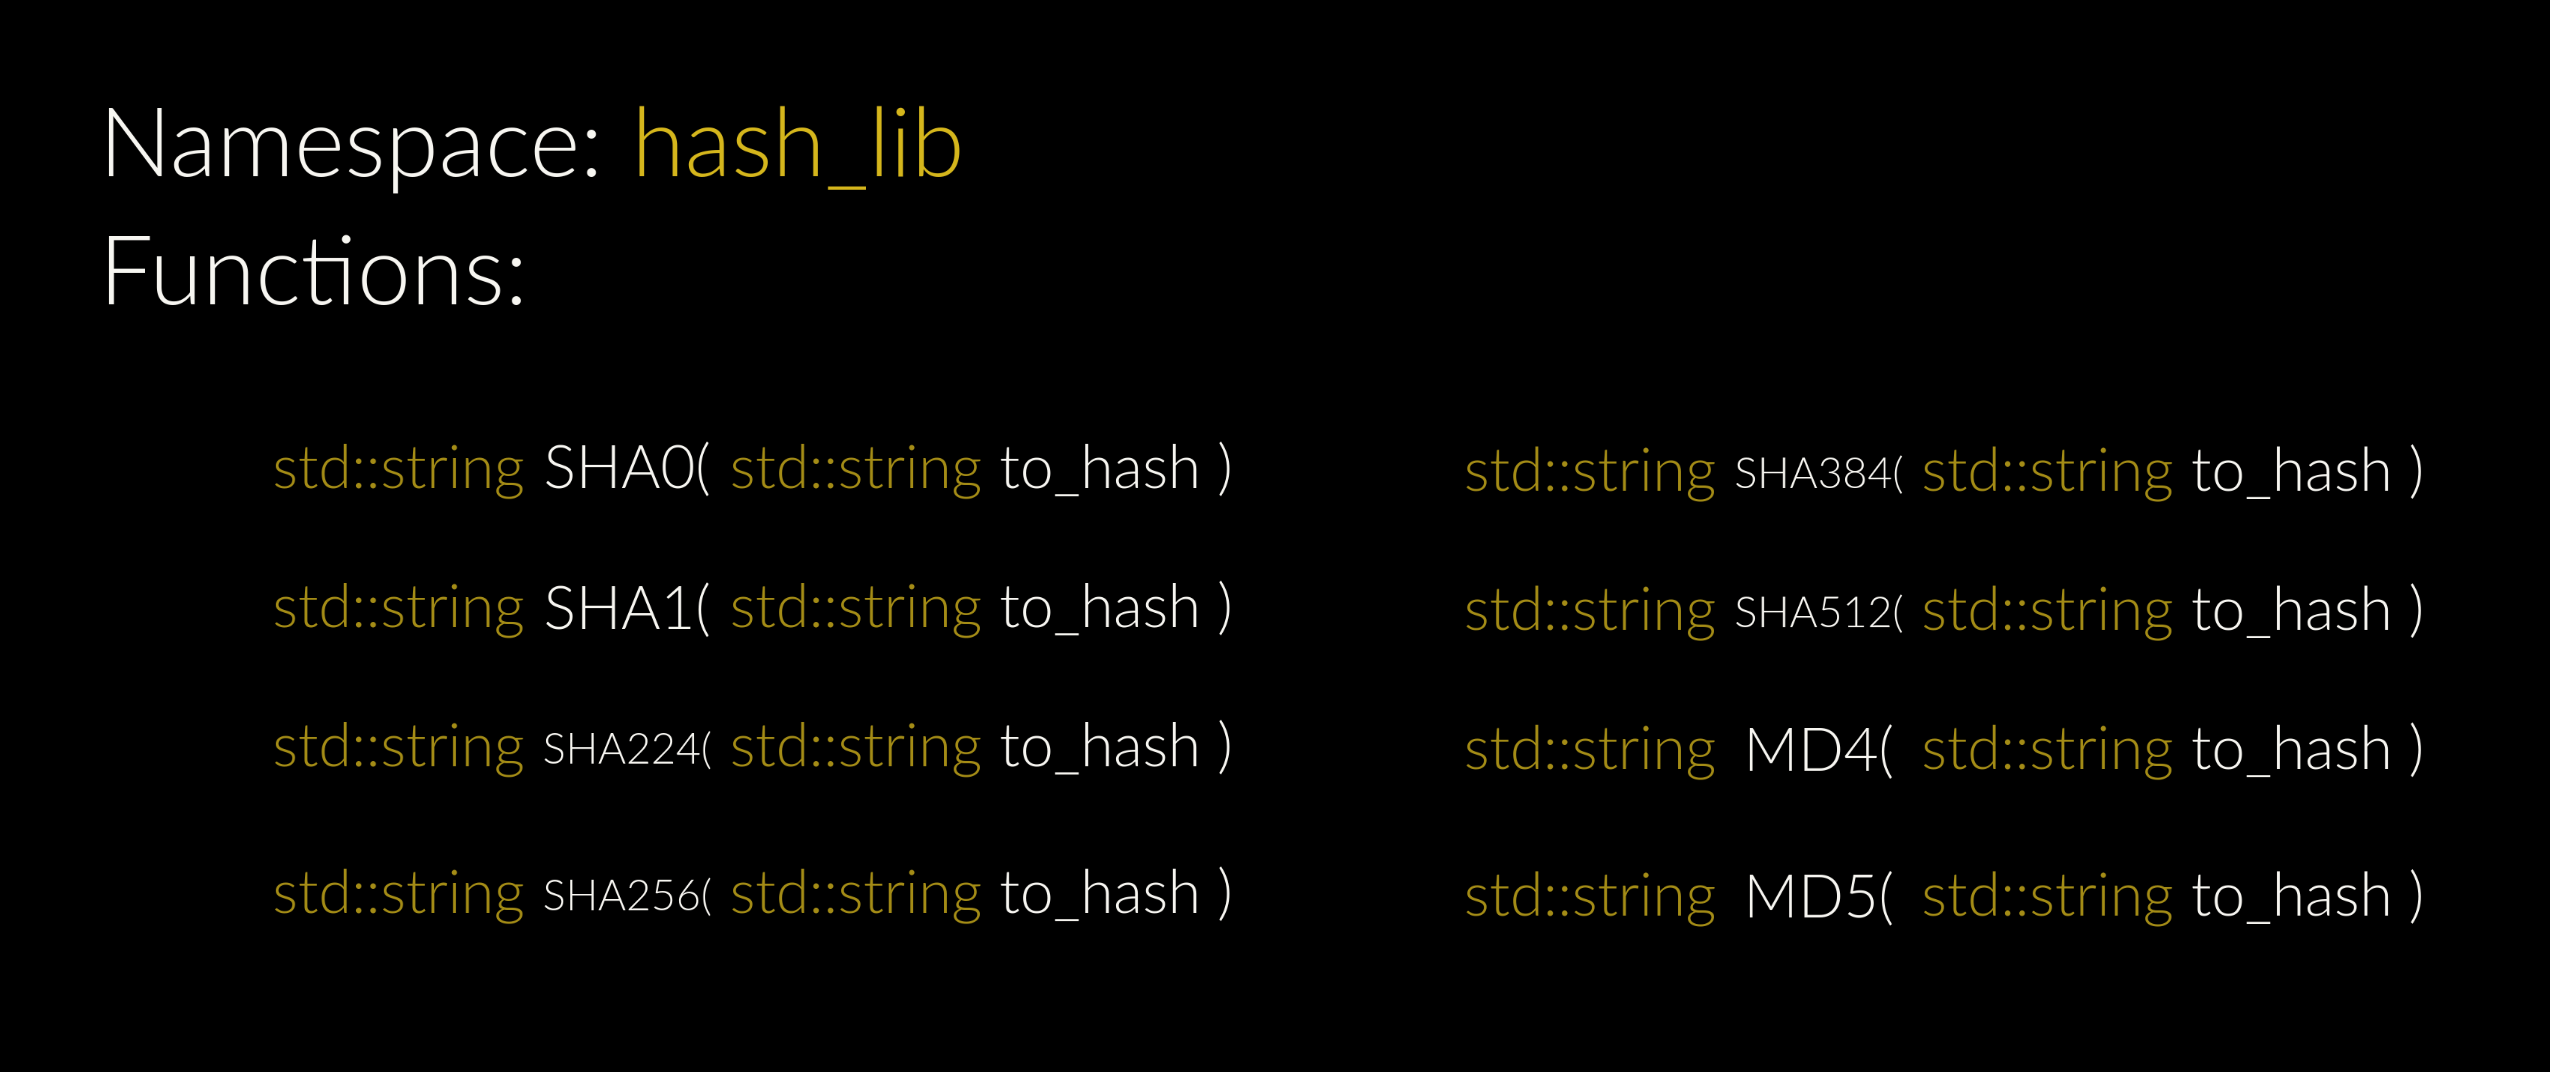 Namespace: hash_lib
Functions:
std::string SHA0( std::string to_hash )
std::string SHA1( std::string to_hash )
std::string SHA224( std::string to_hash )
std::string SHA256( std::string to_hash )
std::string SHA384( std::string to_hash )
std::string SHA512( std::string to_hash )
std::string MD4( std::string to_hash )
std::string MD5( std::string to_hash )